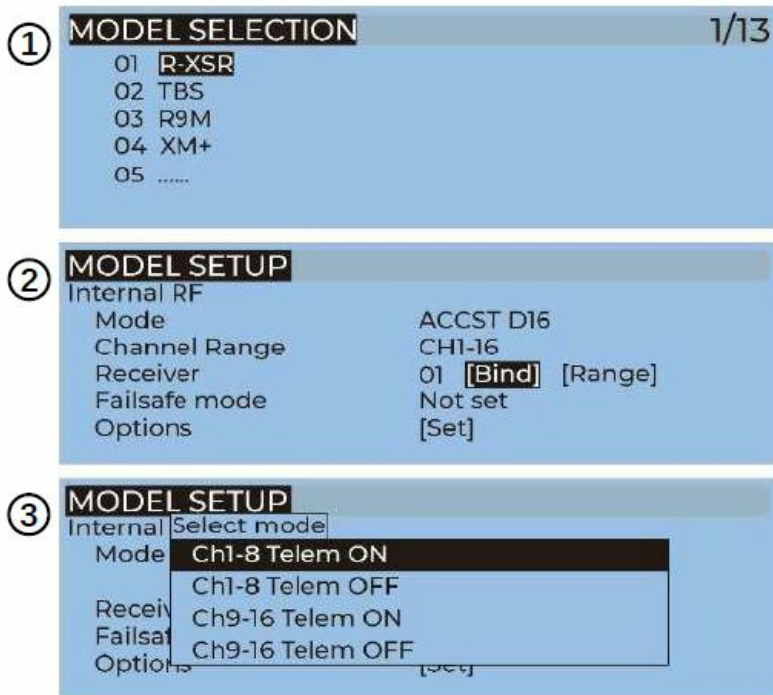 ① MODEL SELECTION 1/13
01 R-XSR
02 TBS
03 R9M
04 XM+
05 ......
② MODEL SETUP
Internal RF
Mode ACCST D16
Channel Range CH1-16
Receiver 01 [Bind] [Range]
Failsafe mode Not set
Options [Set]
③ MODEL SETUP
Internal Select mode
Mode Ch1-8 Telem ON
Ch1-8 Telem OFF
Ch9-16 Telem ON
Ch9-16 Telem OFF